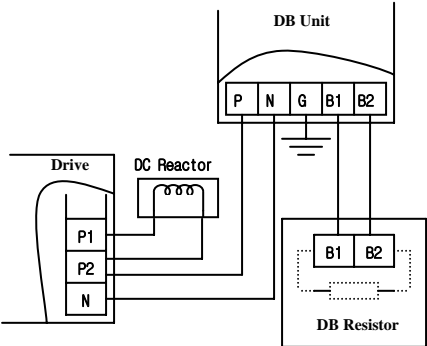 DB Unit
P N G B1 B2
Drive
DC Reactor
P1
P2
N
B1 B2
DB Resistor